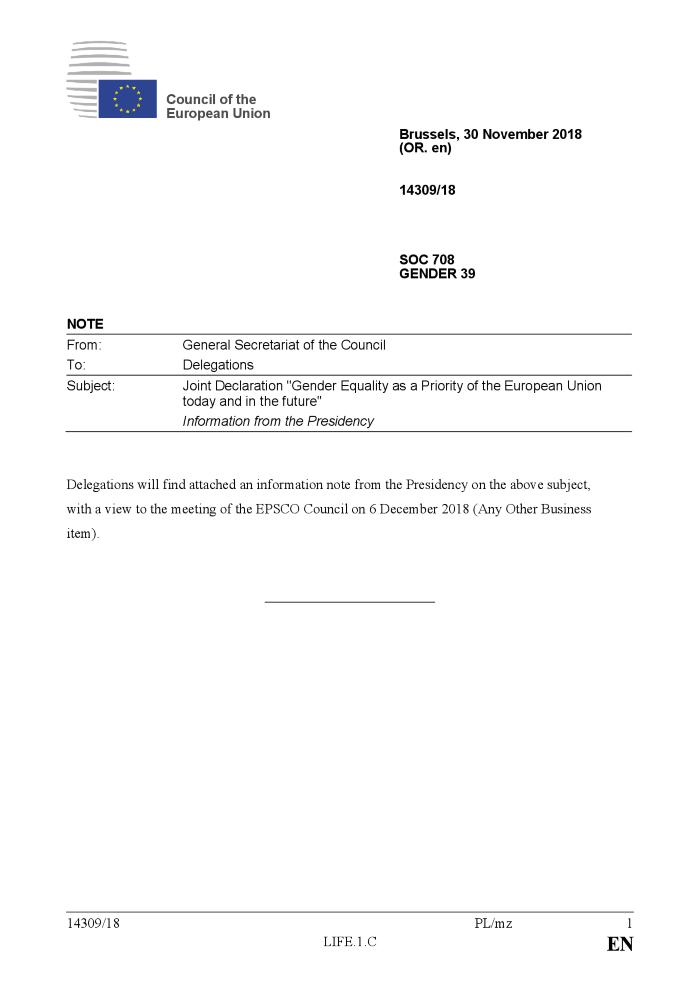 Council of the
European Union
Brussels, 30 November 2018
(OR. en)
14309/18
SOC 708
GENDER 39
NOTE
From: General Secretariat of the Council
To: Delegations
Subject: Joint Declaration "Gender Equality as a Priority of the European Union
today and in the future"
Information from the Presidency
Delegations will find attached an information note from the Presidency on the above subject,
with a view to the meeting of the EPSCO Council on 6 December 2018 (Any Other Business
item).
14309/18 PL/mz 1
LIFE.1.C EN